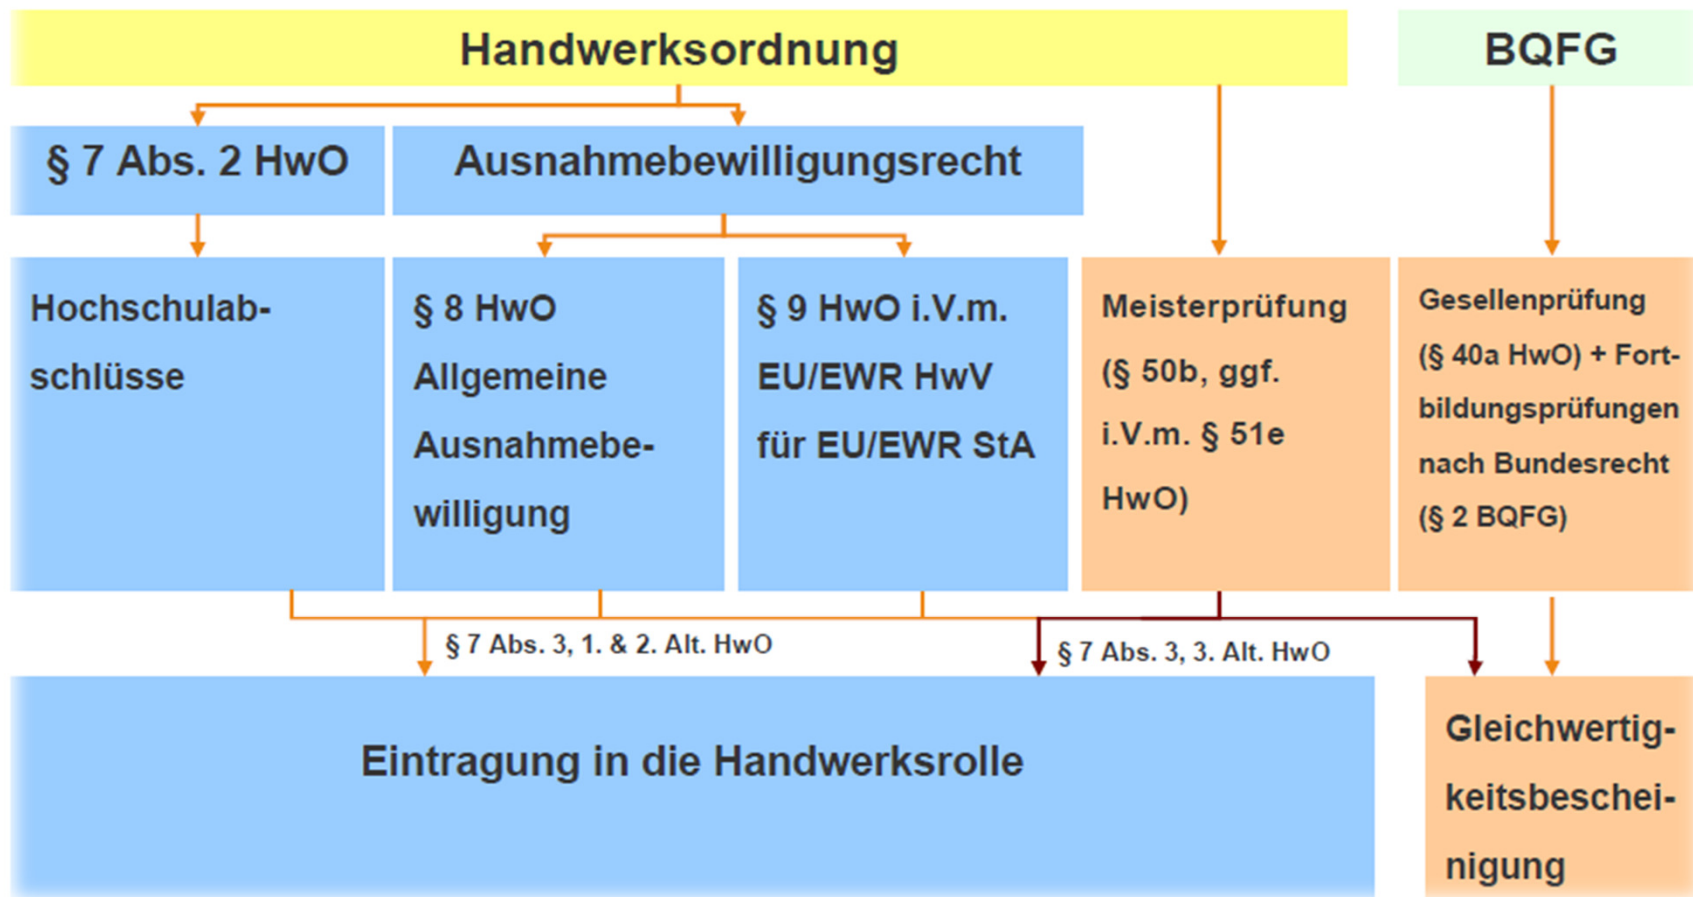 Handwerksordnung
BQFG
§ 7 Abs. 2 HwO
Ausnahmebewilligungsrecht
Hochschulab-
schlüsse
§ 8 HwO
Allgemeine
Ausnahmebe-
willigung
§ 9 HwO i.V.m.
EU/EWR HwV
für EU/EWR StA
Meisterprüfung
(§ 50b, ggf.
i.V.m. § 51e
HwO)
Gesellenprüfung
(§ 40a HwO) + Fort-
bildungsprüfungen
nach Bundesrecht
(§ 2 BQFG)
§ 7 Abs. 3, 1. & 2. Alt. HwO
§ 7 Abs. 3, 3. Alt. HwO
Eintragung in die Handwerksrolle
Gleichwertig-
keitsbeschei-
nigung